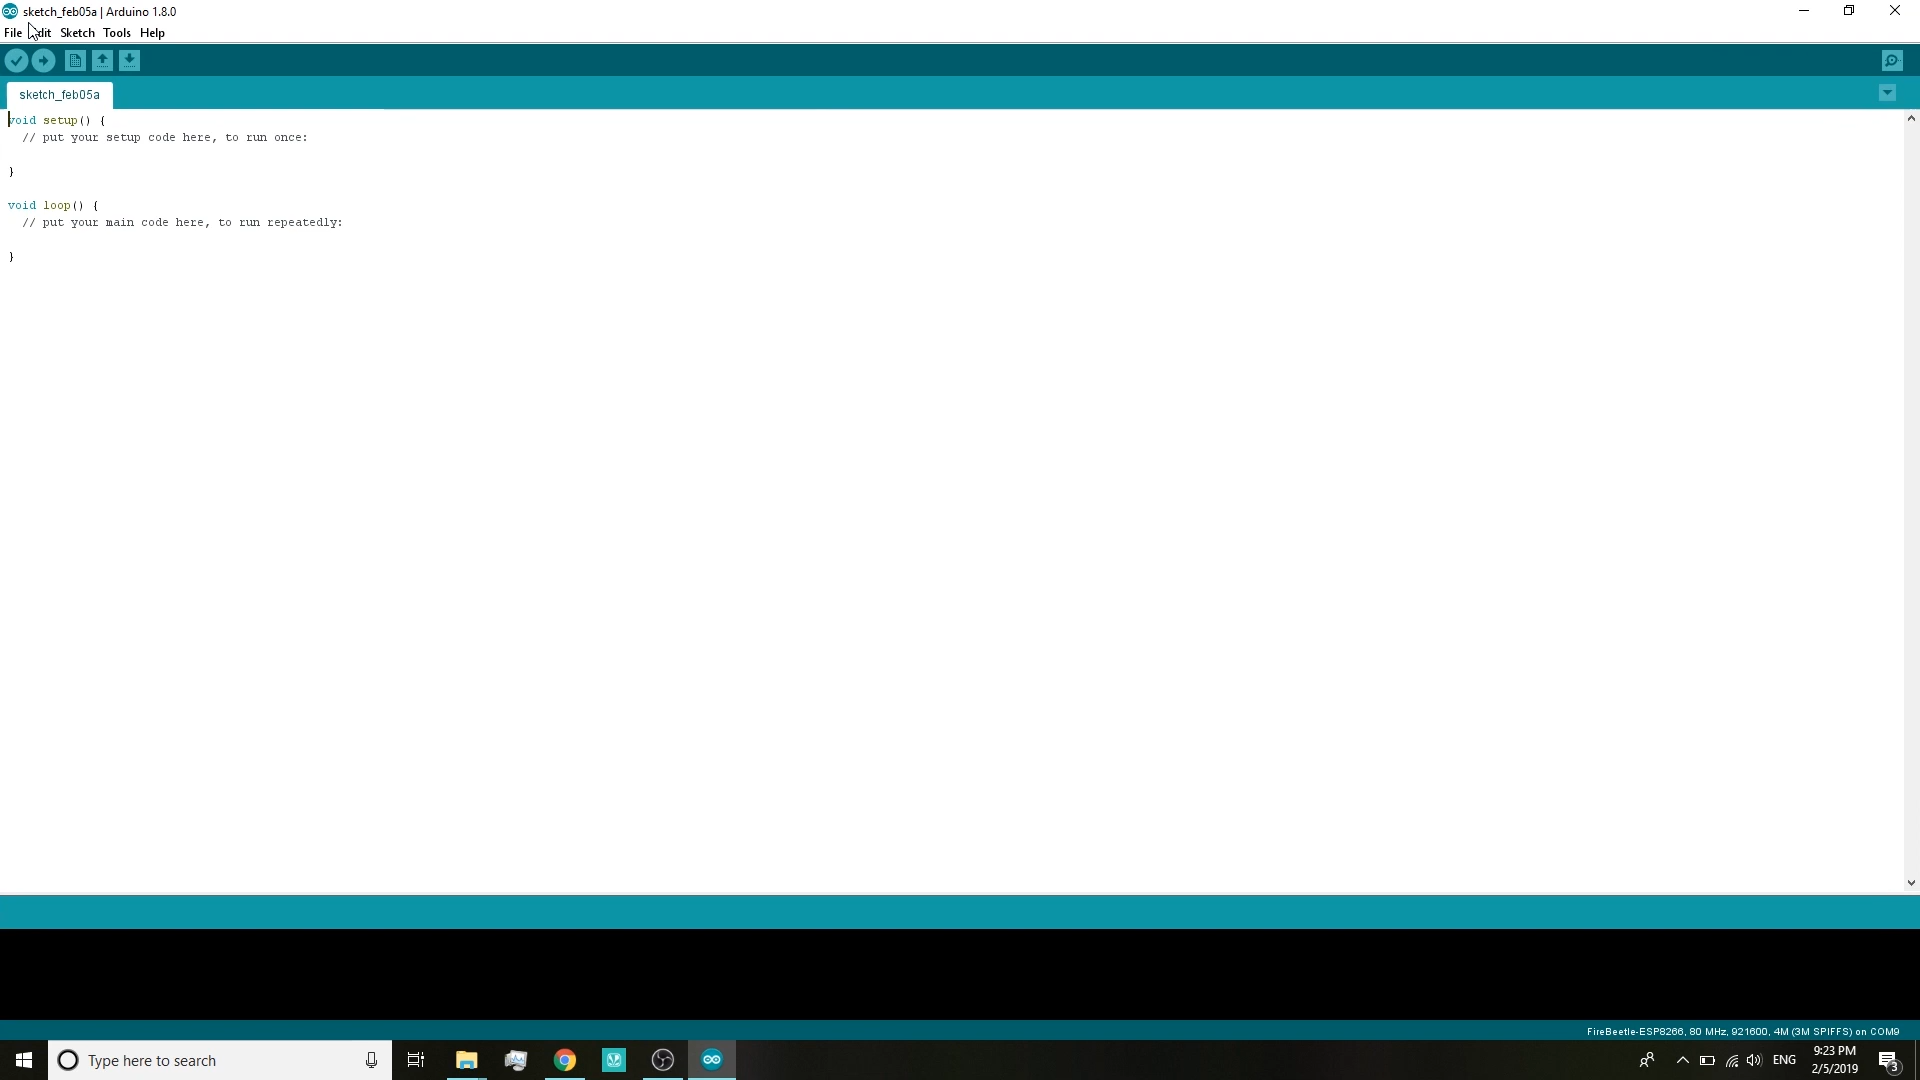 sketch_feb05a | Arduino 1.8.0
File Edit Sketch Tools Help
sketch_feb05a
void setup() {
  // put your setup code here, to run once:
}
void loop() {
  // put your main code here, to run repeatedly:
}
FireBeetle-ESP8266, 80 MHz, 921600, 4M (3M SPIFFS) on COM9
Type here to search
ENG
9:23 PM
2/5/2019
3